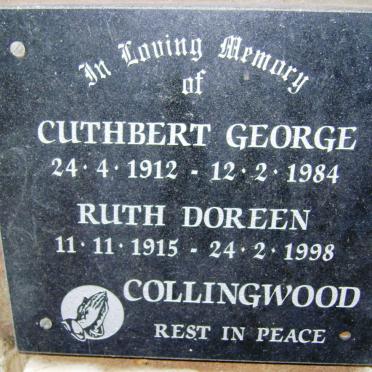 In Loving Memory
of
CUTHBERT GEORGE
24·4·1912 - 12·2·1984
RUTH DOREEN
11·11·1915 - 24·2·1998
COLLINGWOOD
REST IN PEACE